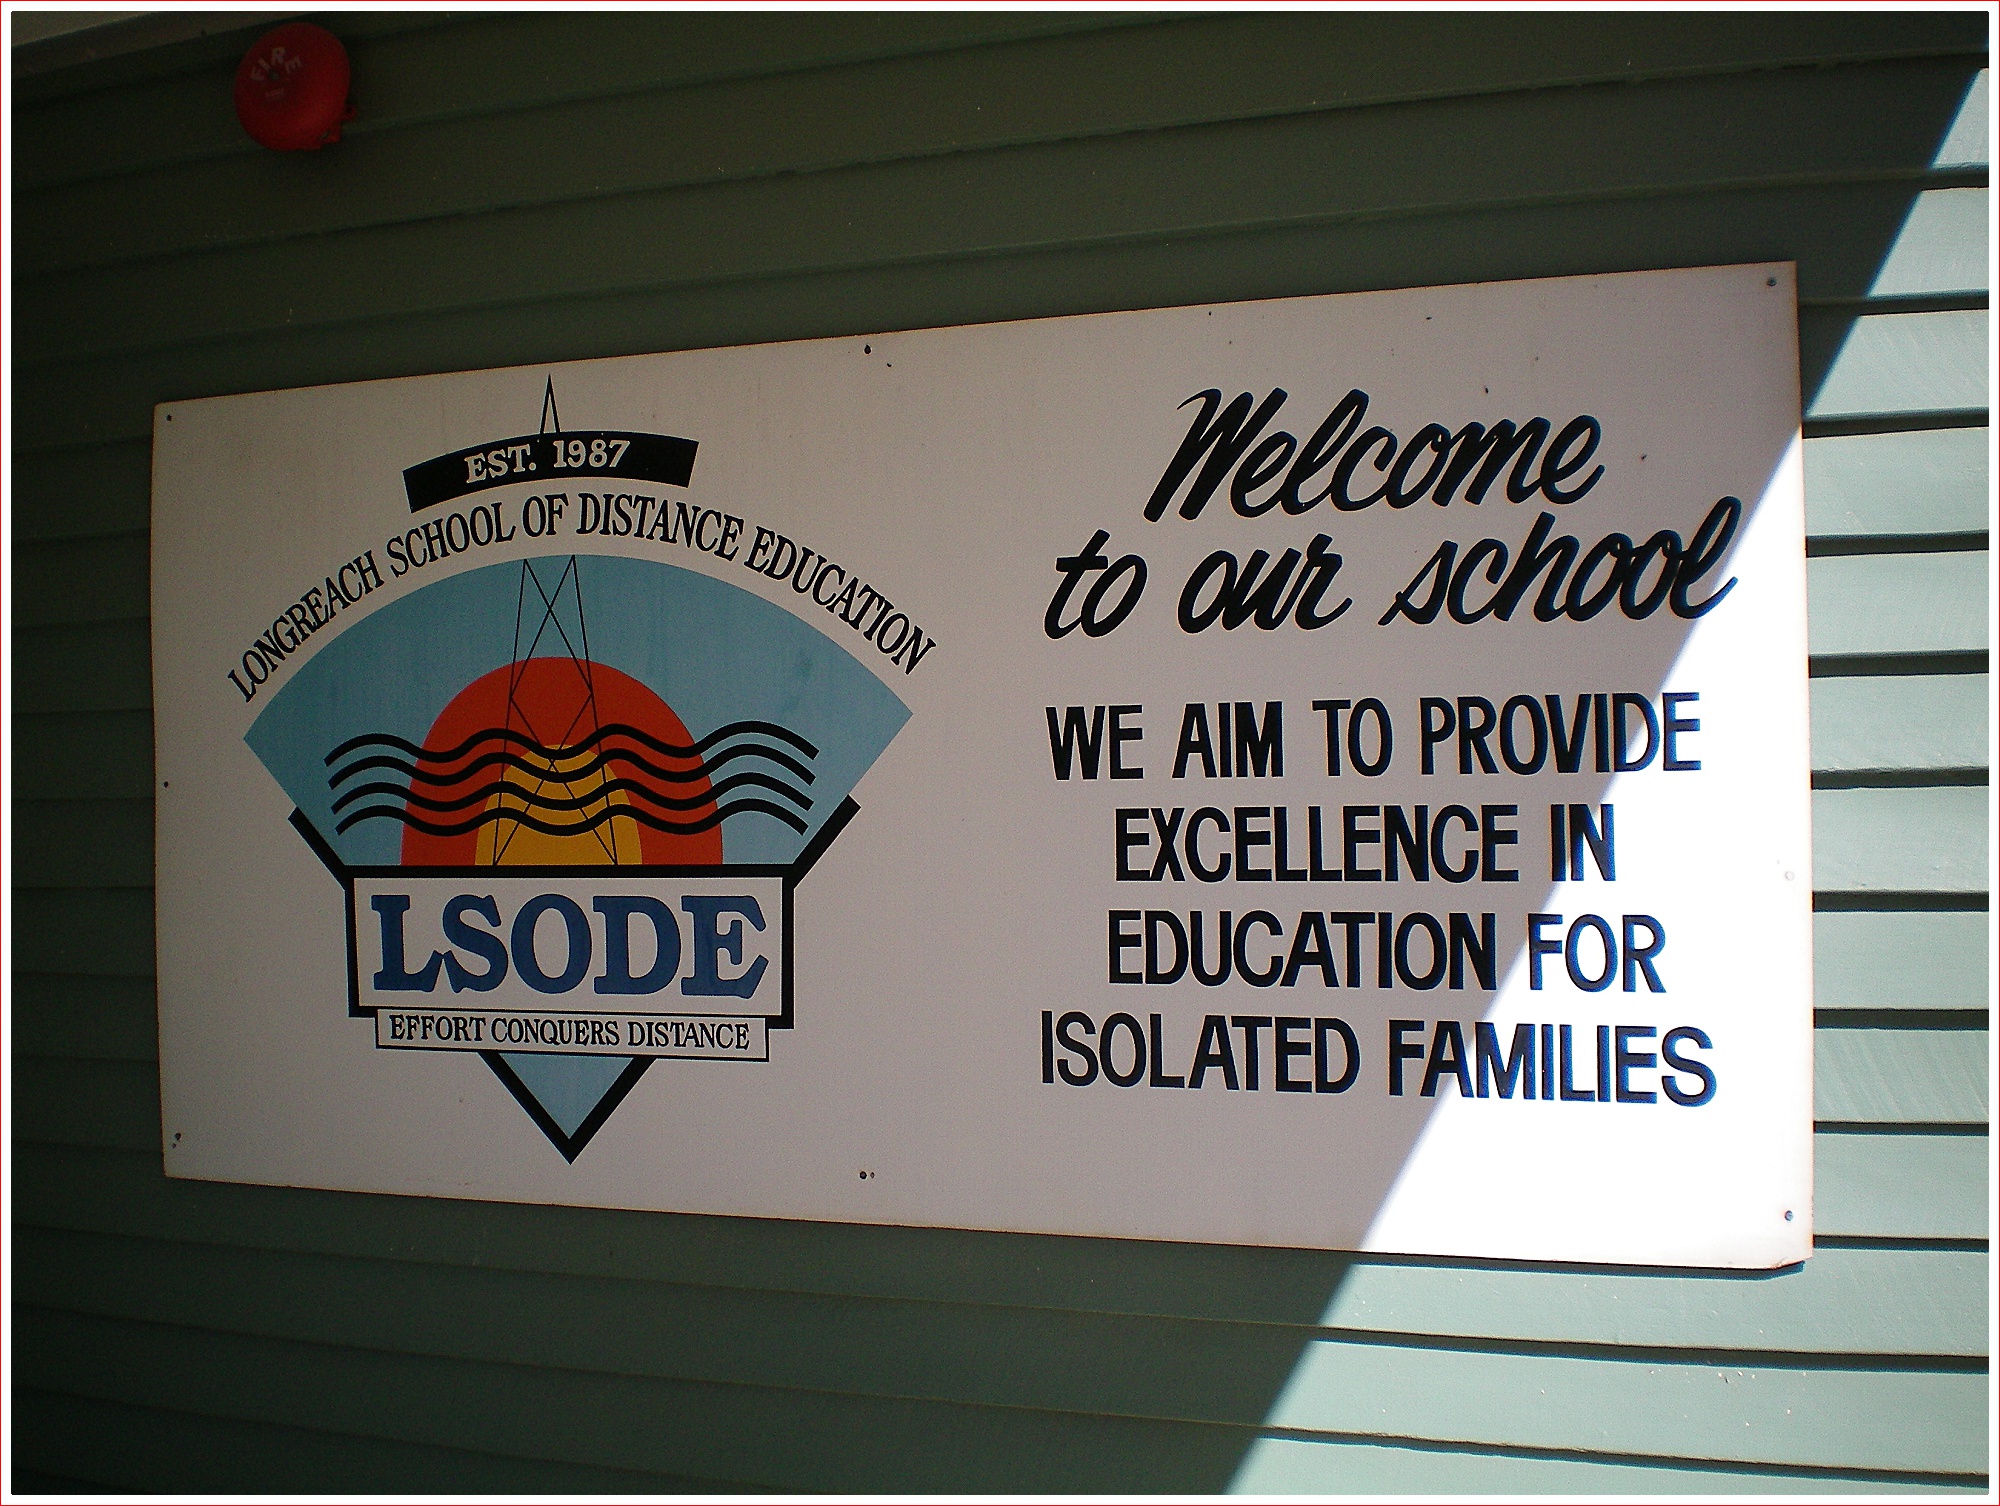 FIRE
EST. 1987
LONGREACH SCHOOL OF DISTANCE EDUCATION
LSODE
EFFORT CONQUERS DISTANCE
Welcome
to our school
WE AIM TO PROVIDE
EXCELLENCE IN
EDUCATION FOR
ISOLATED FAMILIES